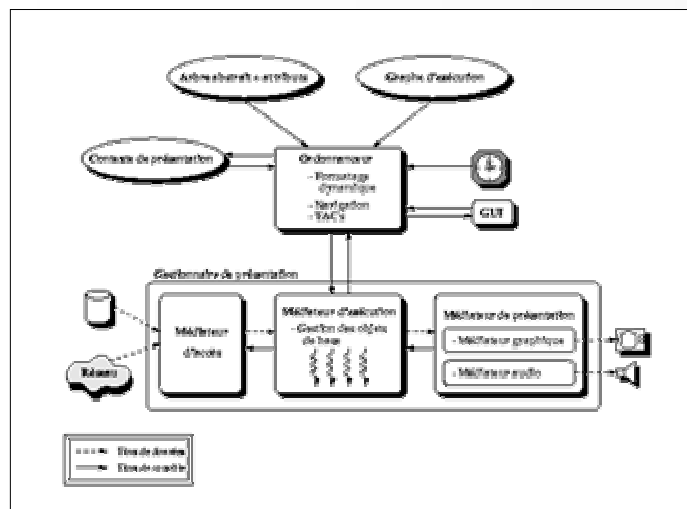 Arbre abstrait + attributs
Graphe d'exécution
Contexte de présentation
Ordonnanceur
- Formatage
dynamique
- Navigation
GUI
Gestionnaire de présentation
Médiateur
d'accès
Médiateur d'exécution
- Gestion des objets
de base
Médiateur de présentation
- Médiateur graphique
- Médiateur audio
Réseau
Flux de données
Flux de contrôle